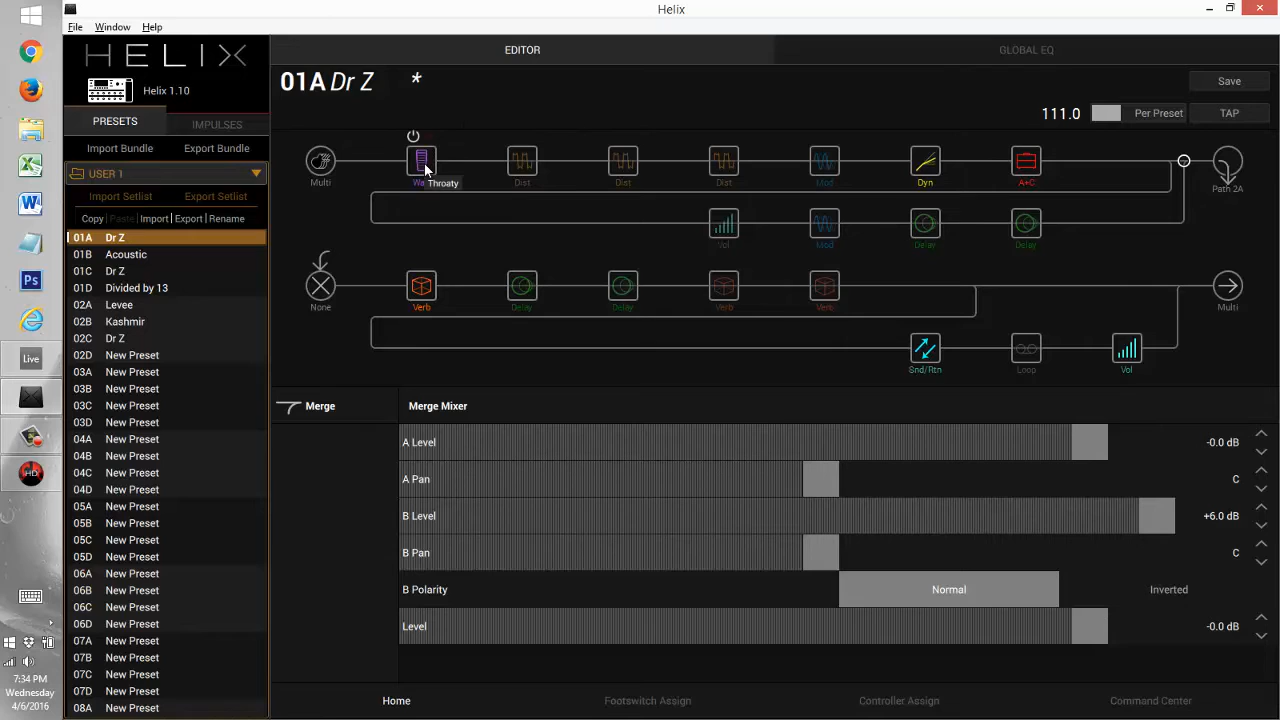 Helix
File Window Help
HELIX
Helix 1.10
PRESETS IMPULSES
Import Bundle Export Bundle
USER 1
Import Setlist Export Setlist
Copy | Paste | Import | Export | Rename
01A Dr Z
01B Acoustic
01C Dr Z
01D Divided by 13
02A Levee
02B Kashmir
02C Dr Z
02D New Preset
03A New Preset
03B New Preset
03C New Preset
03D New Preset
04A New Preset
04B New Preset
04C New Preset
04D New Preset
05A New Preset
05B New Preset
05C New Preset
05D New Preset
06A New Preset
06B New Preset
06C New Preset
06D New Preset
07A New Preset
07B New Preset
07C New Preset
07D New Preset
08A New Preset
EDITOR GLOBAL EQ
01A Dr Z *
Save
111.0 Per Preset TAP
Multi Dist Dist Dist Mod Dyn A+C Path 2A
Throaty
Vol Mod Delay Delay
None Verb Delay Delay Verb Verb Multi
Snd/Rtn Loop Vol
Merge Merge Mixer
A Level -0.0 dB
A Pan C
B Level +6.0 dB
B Pan C
B Polarity Normal Inverted
Level -0.0 dB
Home Footswitch Assign Controller Assign Command Center
Live
Ps
HD
7:34 PM
Wednesday
4/6/2016